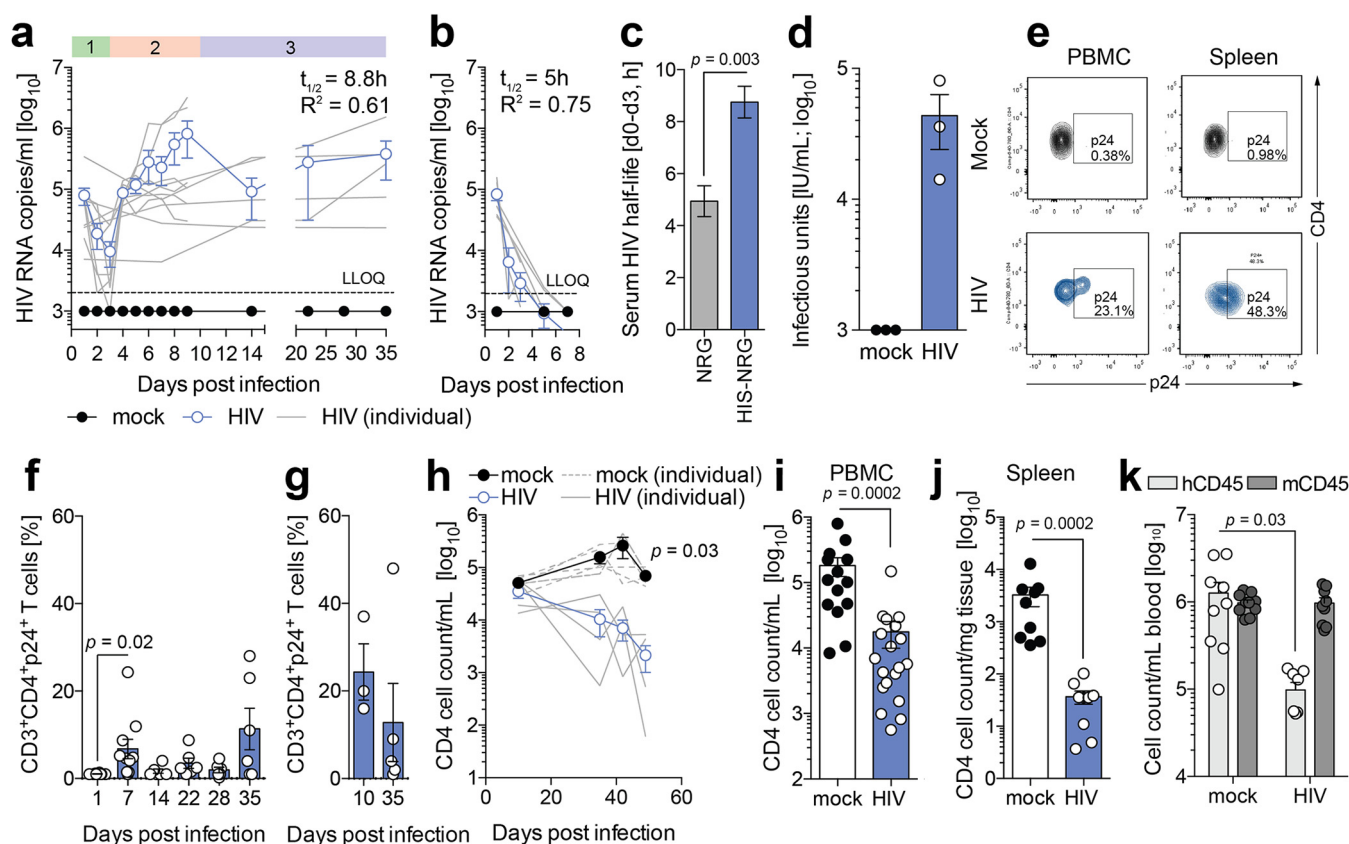 a
1 2 3
HIV RNA copies/ml [log10]
7
6
5
4
3
t1/2 = 8.8h
R² = 0.61
LLOQ
0 2 4 6 8 10 12 14 20 25 30 35
Days post infection
mock HIV HIV (individual)
b
HIV RNA copies/ml [log10]
7
6
5
4
3
t1/2 = 5h
R² = 0.75
LLOQ
0 2 4 6 8
Days post infection
c
Serum HIV half-life [d0-d3, h]
10
8
6
4
2
0
p = 0.003
NRG
HIS-NRG
d
Infectious units [IU/mL; log10]
5
4
3
mock HIV
e
PBMC Spleen
Mock
p24
0.38%
p24
0.98%
HIV
p24
23.1%
P24+
48.3%
p24
48.3%
CD4
p24
f
CD3+CD4+p24+ T cells [%]
60
40
20
0
p = 0.02
1 7 14 22 28 35
Days post infection
g
CD3+CD4+p24+ T cells [%]
60
40
20
0
10 35
Days post infection
h
mock mock (individual)
HIV HIV (individual)
CD4 cell count/mL [log10]
6
5
4
3
2
1
p = 0.03
0 20 40 60
Days post infection
i
PBMC
p = 0.0002
CD4 cell count/mL [log10]
6
5
4
3
2
mock HIV
j
Spleen
p = 0.0002
CD4 cell count/mg tissue [log10]
5
4
3
2
1
0
mock HIV
k
hCD45 mCD45
p = 0.03
Cell count/mL blood [log10]
7
6
5
4
mock HIV